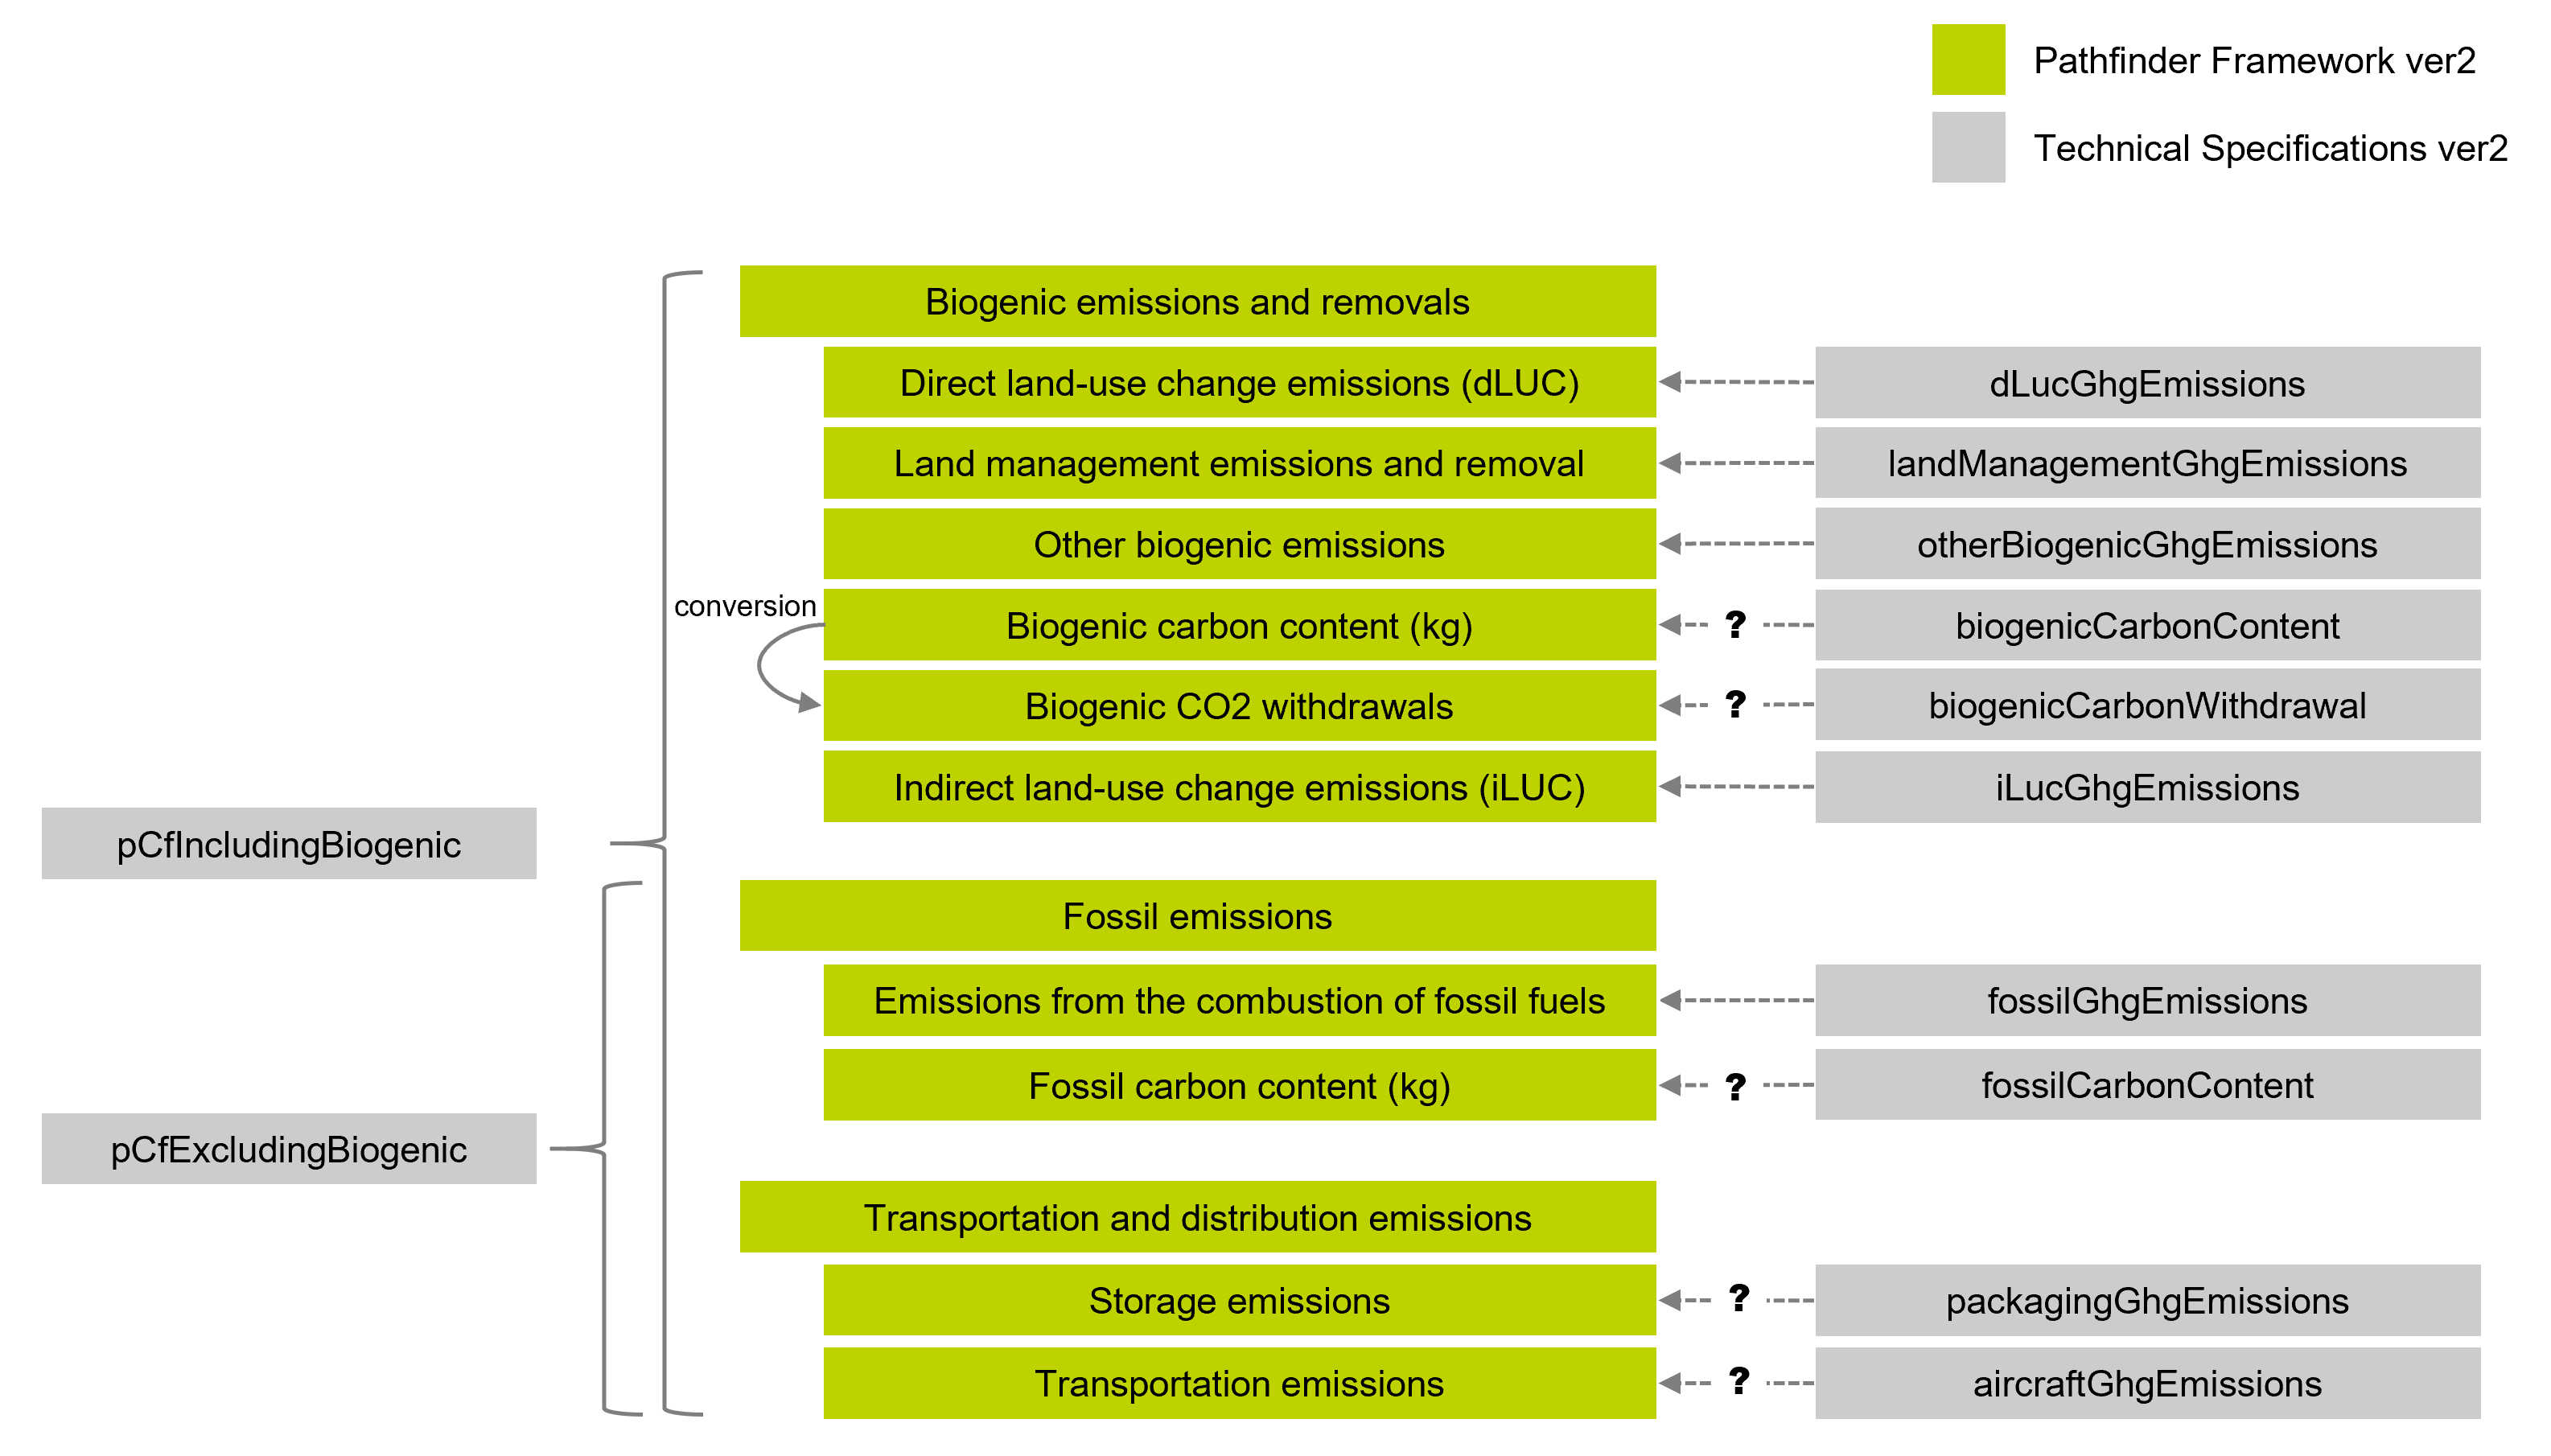 Pathfinder Framework ver2
Technical Specifications ver2
Biogenic emissions and removals
Direct land-use change emissions (dLUC)
dLucGhgEmissions
Land management emissions and removal
landManagementGhgEmissions
Other biogenic emissions
otherBiogenicGhgEmissions
conversion
Biogenic carbon content (kg)
?
biogenicCarbonContent
Biogenic CO2 withdrawals
?
biogenicCarbonWithdrawal
Indirect land-use change emissions (iLUC)
iLucGhgEmissions
pCfIncludingBiogenic
Fossil emissions
Emissions from the combustion of fossil fuels
fossilGhgEmissions
Fossil carbon content (kg)
?
fossilCarbonContent
pCfExcludingBiogenic
Transportation and distribution emissions
Storage emissions
?
packagingGhgEmissions
Transportation emissions
?
aircraftGhgEmissions